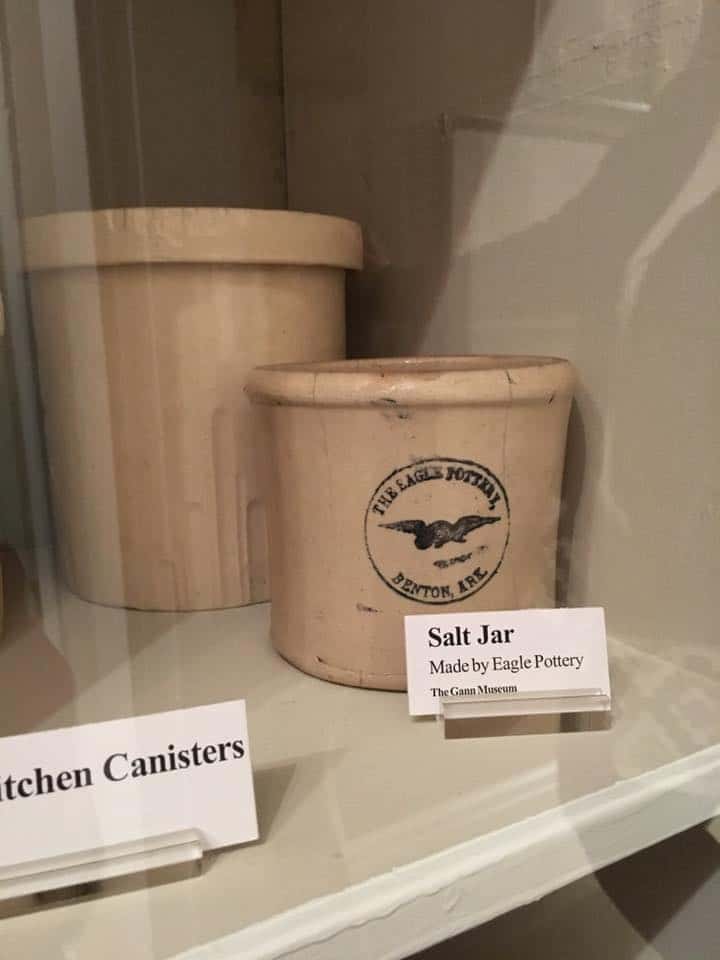 THE EAGLE POTTERY,
BENTON, ARK.
Salt Jar
Made by Eagle Pottery
The Gann Museum
itchen Canisters